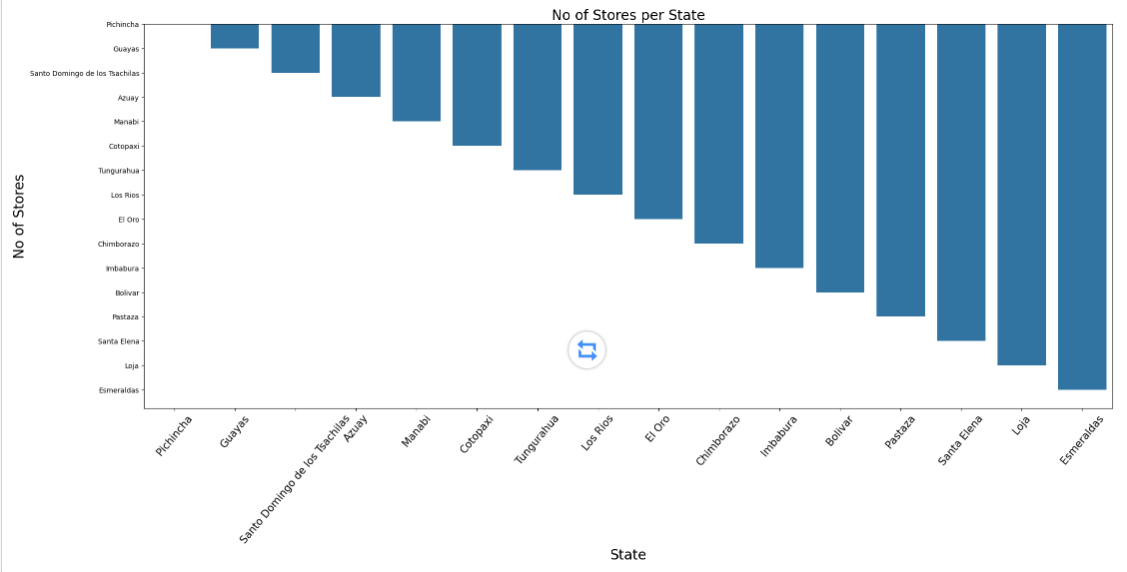 No of Stores per State
No of Stores
Pichincha
Guayas
Santo Domingo de los Tsachilas
Azuay
Manabi
Cotopaxi
Tungurahua
Los Rios
El Oro
Chimborazo
Imbabura
Bolivar
Pastaza
Santa Elena
Loja
Esmeraldas
Pichincha
Guayas
Santo Domingo de los Tsachilas
Azuay
Manabi
Cotopaxi
Tungurahua
Los Rios
El Oro
Chimborazo
Imbabura
Bolivar
Pastaza
Santa Elena
Loja
Esmeraldas
State